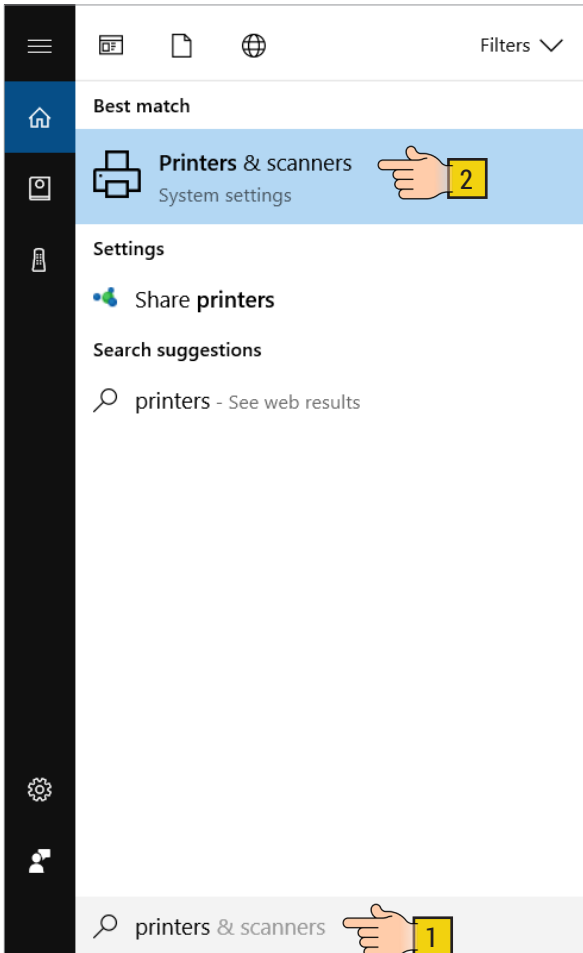 Filters
Best match
Printers & scanners
System settings
2
Settings
Share printers
Search suggestions
printers - See web results
printers & scanners
1